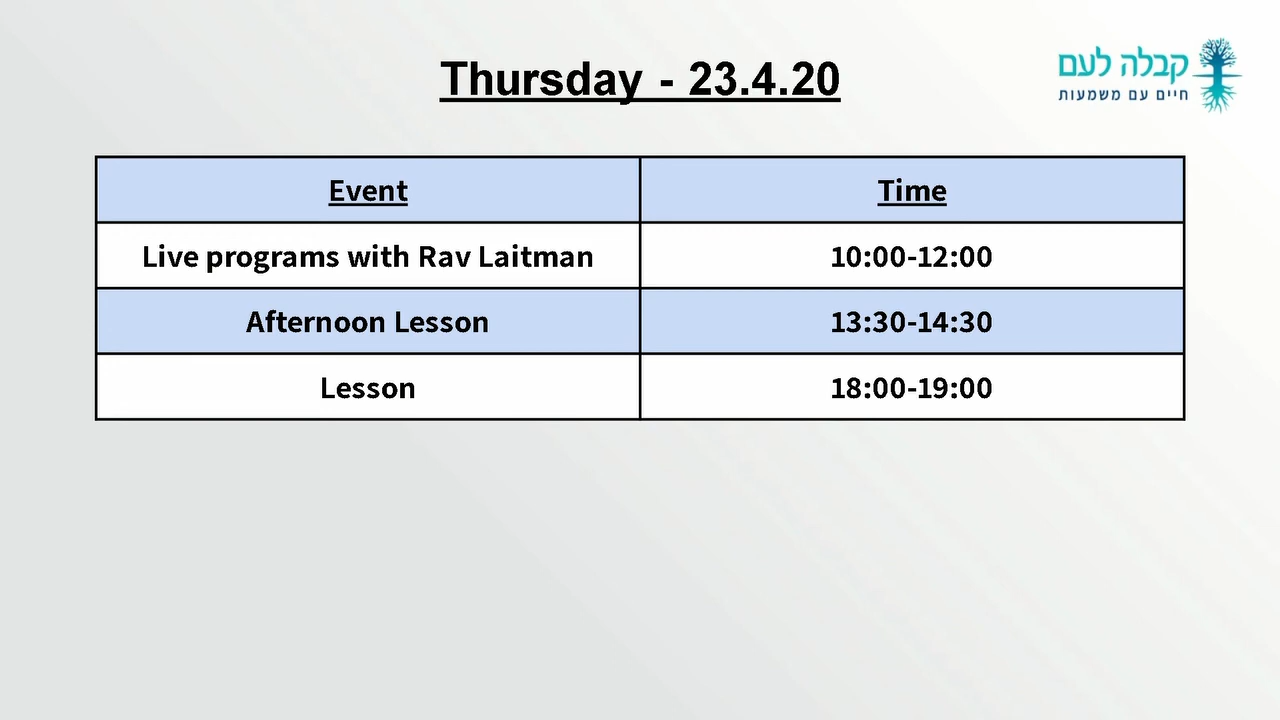 Thursday - 23.4.20
קבלה לעם
חיים עם משמעות
Event Time
Live programs with Rav Laitman 10:00-12:00
Afternoon Lesson 13:30-14:30
Lesson 18:00-19:00